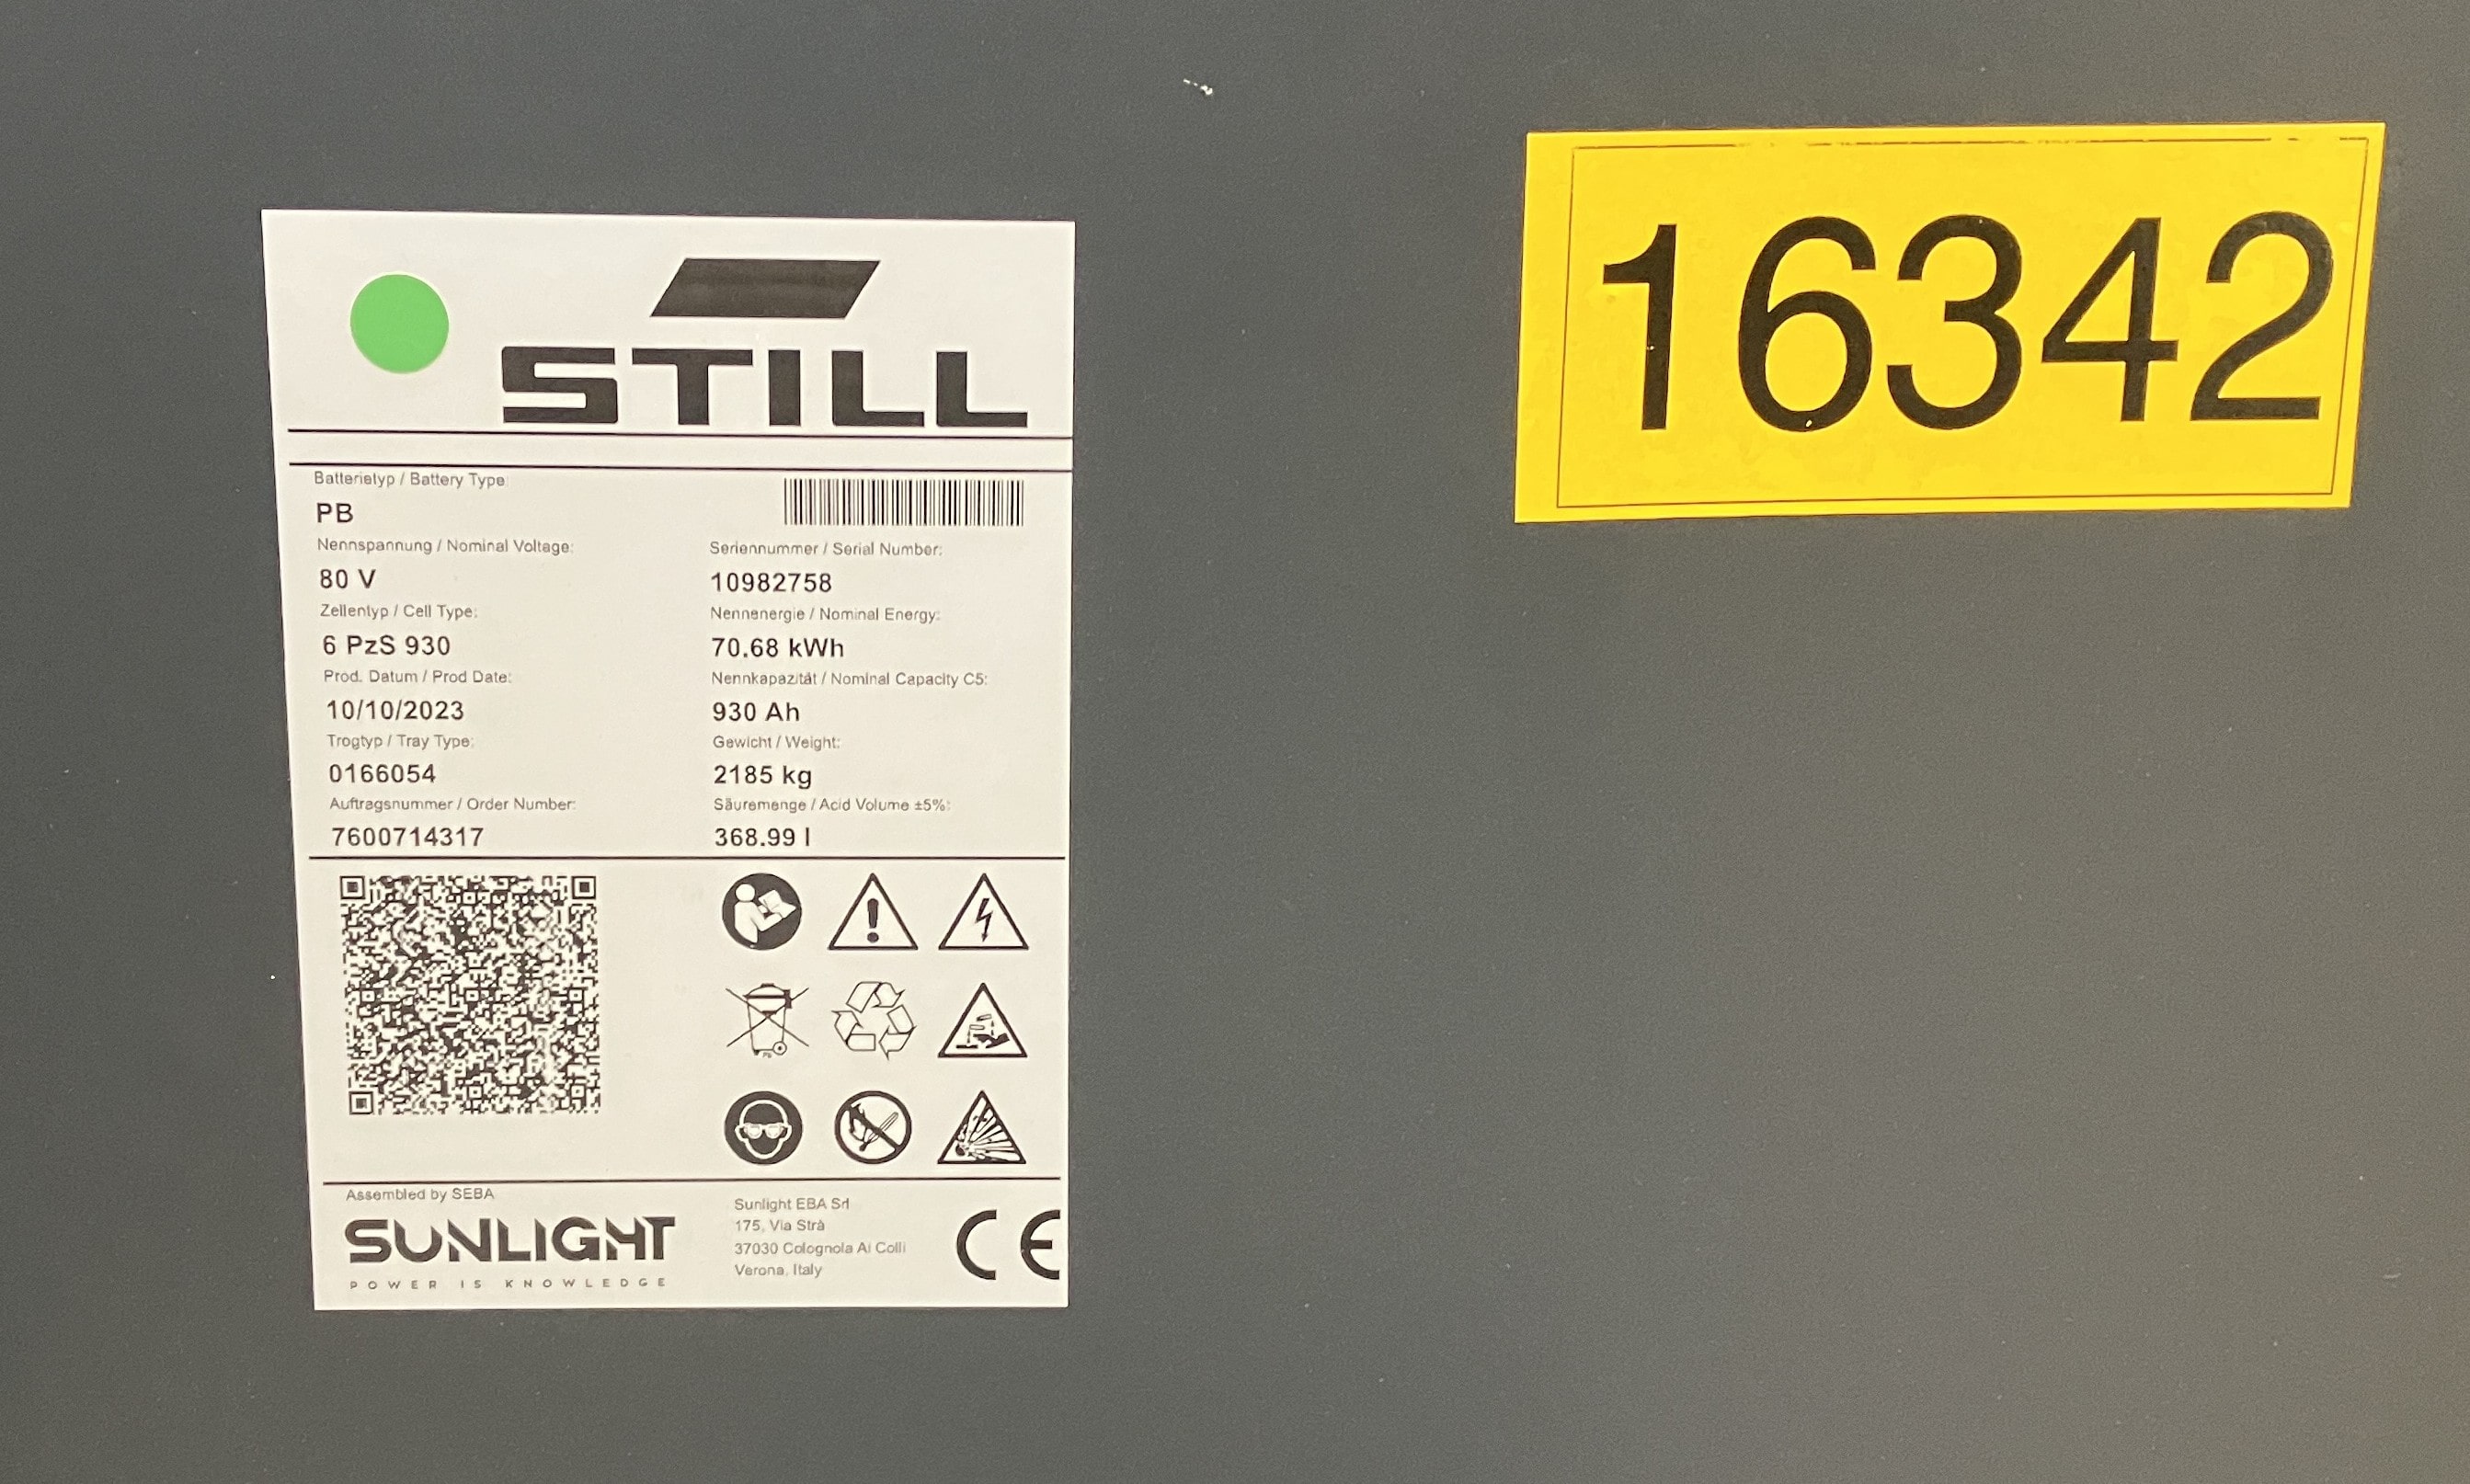 STILL
16342
Batterietyp / Battery Type
PB
Nennspannung / Nominal Voltage:
80 V
Zellentyp / Cell Type:
6 PzS 930
Prod. Datum / Prod Date:
10/10/2023
Trogtyp / Tray Type:
0166054
Auftragsnummer / Order Number:
7600714317
Seriennummer / Serial Number:
10982758
Nennenergie / Nominal Energy:
70.68 kWh
Nennkapazität / Nominal Capacity C5:
930 Ah
Gewicht / Weight:
2185 kg
Säuremenge / Acid Volume ±5%:
368.99 l
Pb
Assembled by SEBA
SUNLIGHT
POWER IS KNOWLEDGE
Sunlight EBA Srl
175, Via Strà
37030 Colognola Ai Colli
Verona, Italy
CE